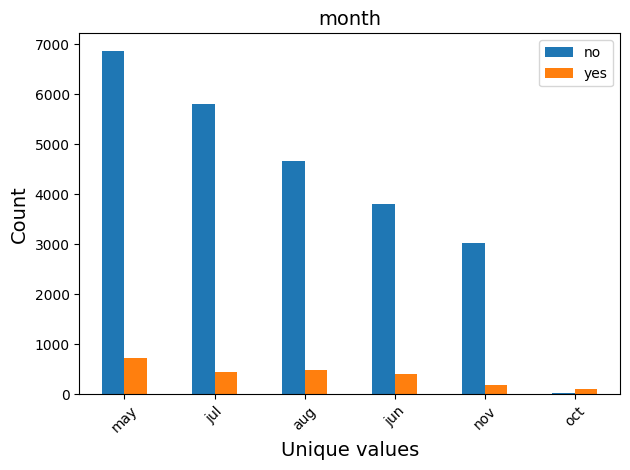 month
no
yes
Count
7000
6000
5000
4000
3000
2000
1000
0
may
jul
aug
jun
nov
oct
Unique values